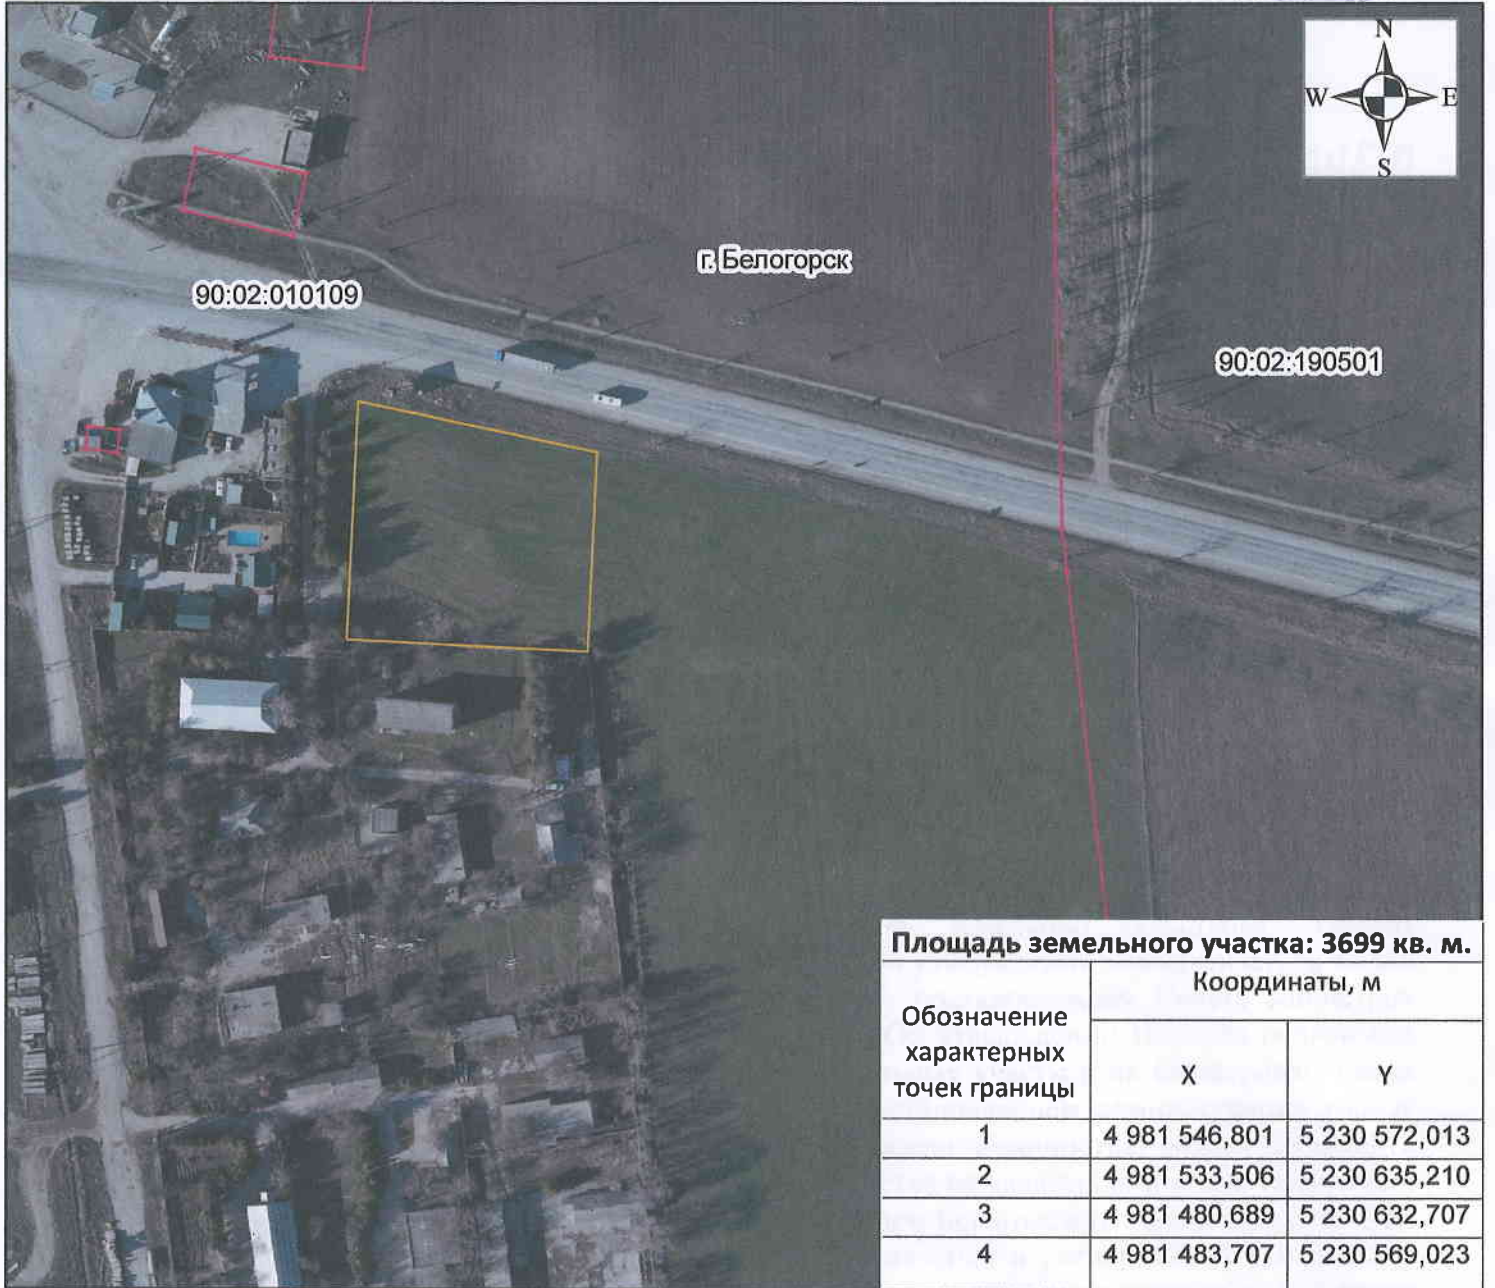 N
W E
S
г. Белогорск
90:02:010109
90:02:190501
Площадь земельного участка: 3699 кв. м.
Обозначение характерных точек границы
Координаты, м
X Y
1 4 981 546,801 5 230 572,013
2 4 981 533,506 5 230 635,210
3 4 981 480,689 5 230 632,707
4 4 981 483,707 5 230 569,023